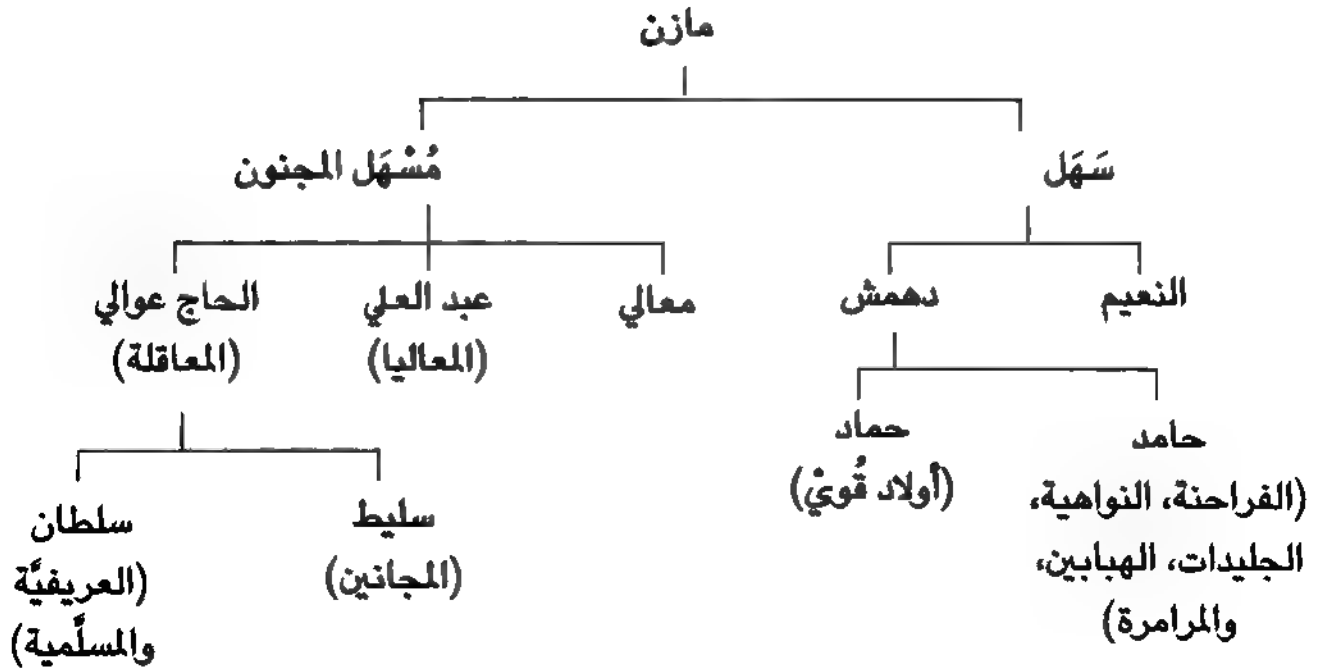 مازن
سَهَل
مُسْهَل المجنون
النعيم
دهمش
معالي
عبد العلي
(المعاليا)
الحاج عوالي
(المعاقلة)
حامد
(الفراحنة، النواهية،
الجليدات، الهبابين،
والمرامرة)
حماد
(أولاد قُويْ)
سليط
(المجانين)
سلطان
(العريفيَّة
والمسلَّمية)